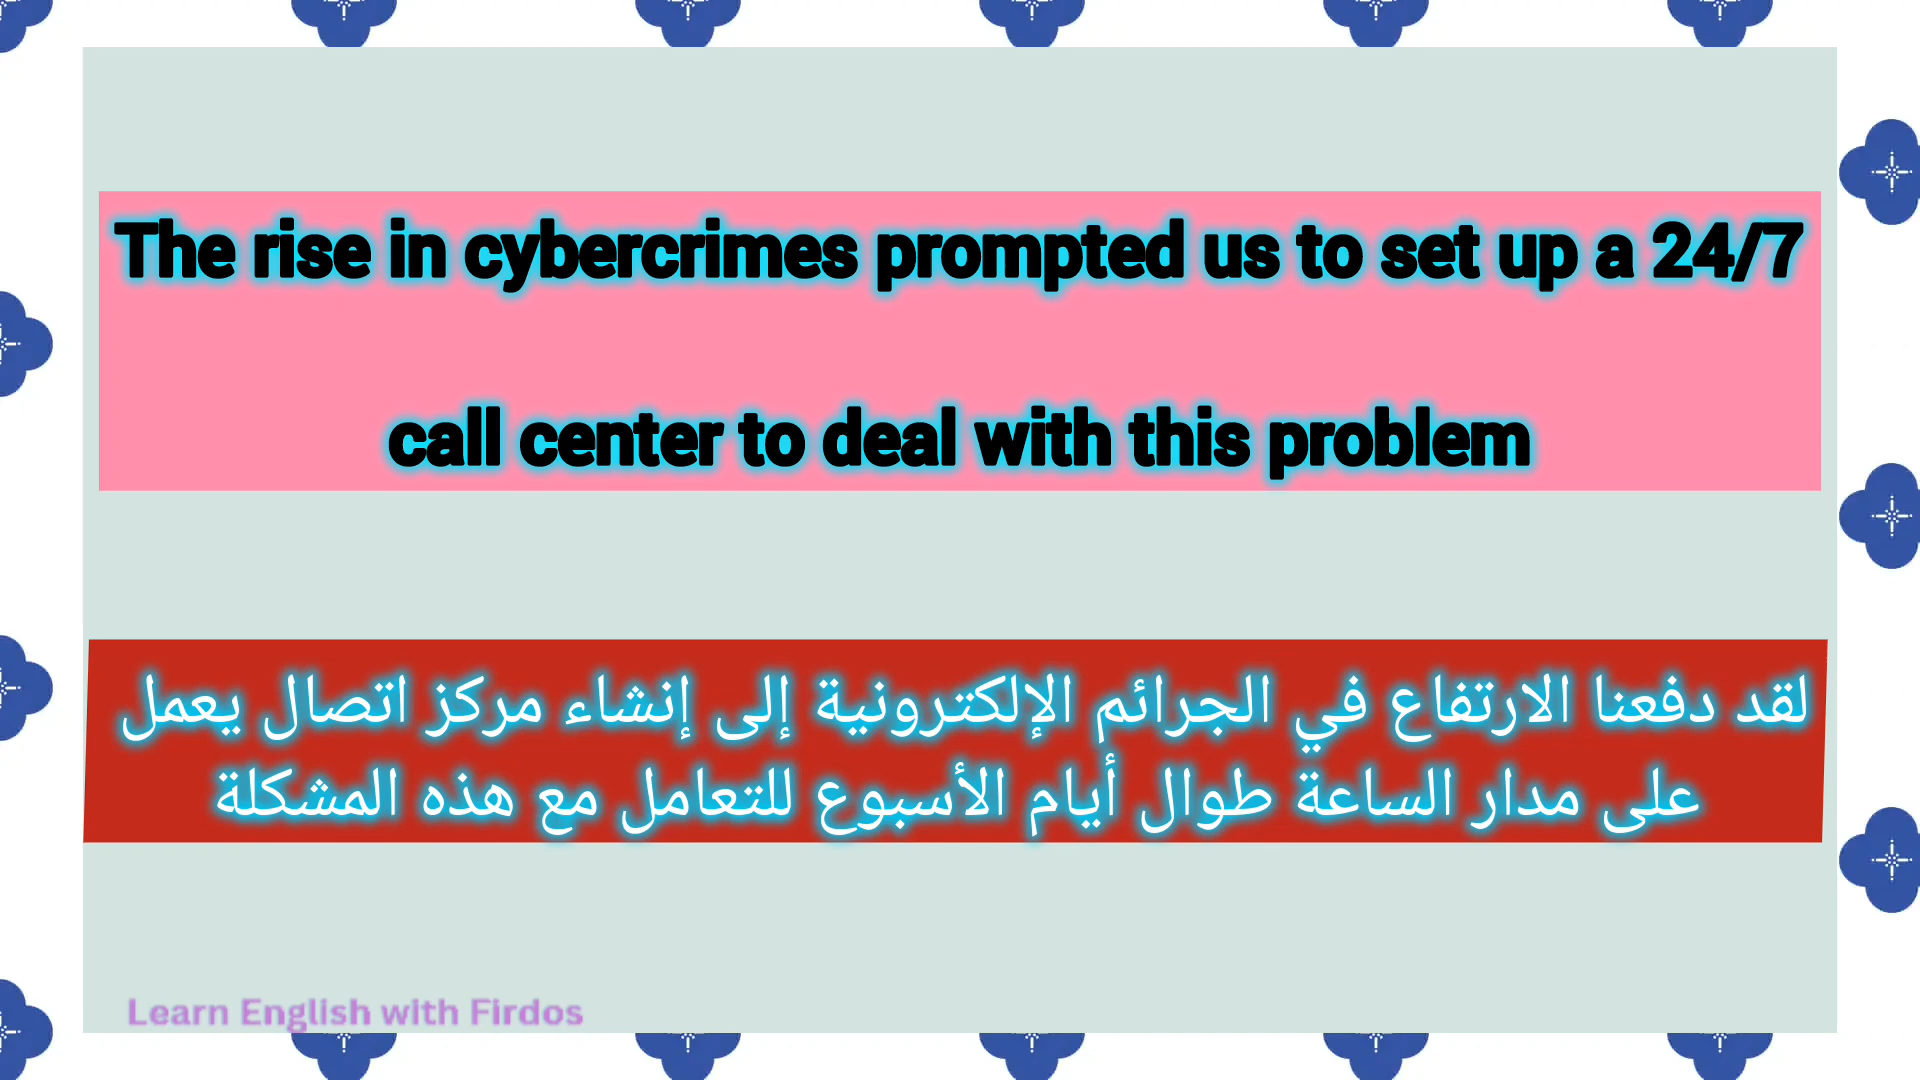 The rise in cybercrimes prompted us to set up a 24/7
call center to deal with this problem
لقد دفعنا الارتفاع في الجرائم الإلكترونية إلى إنشاء مركز اتصال يعمل
على مدار الساعة طوال أيام الأسبوع للتعامل مع هذه المشكلة
Learn English with Firdos